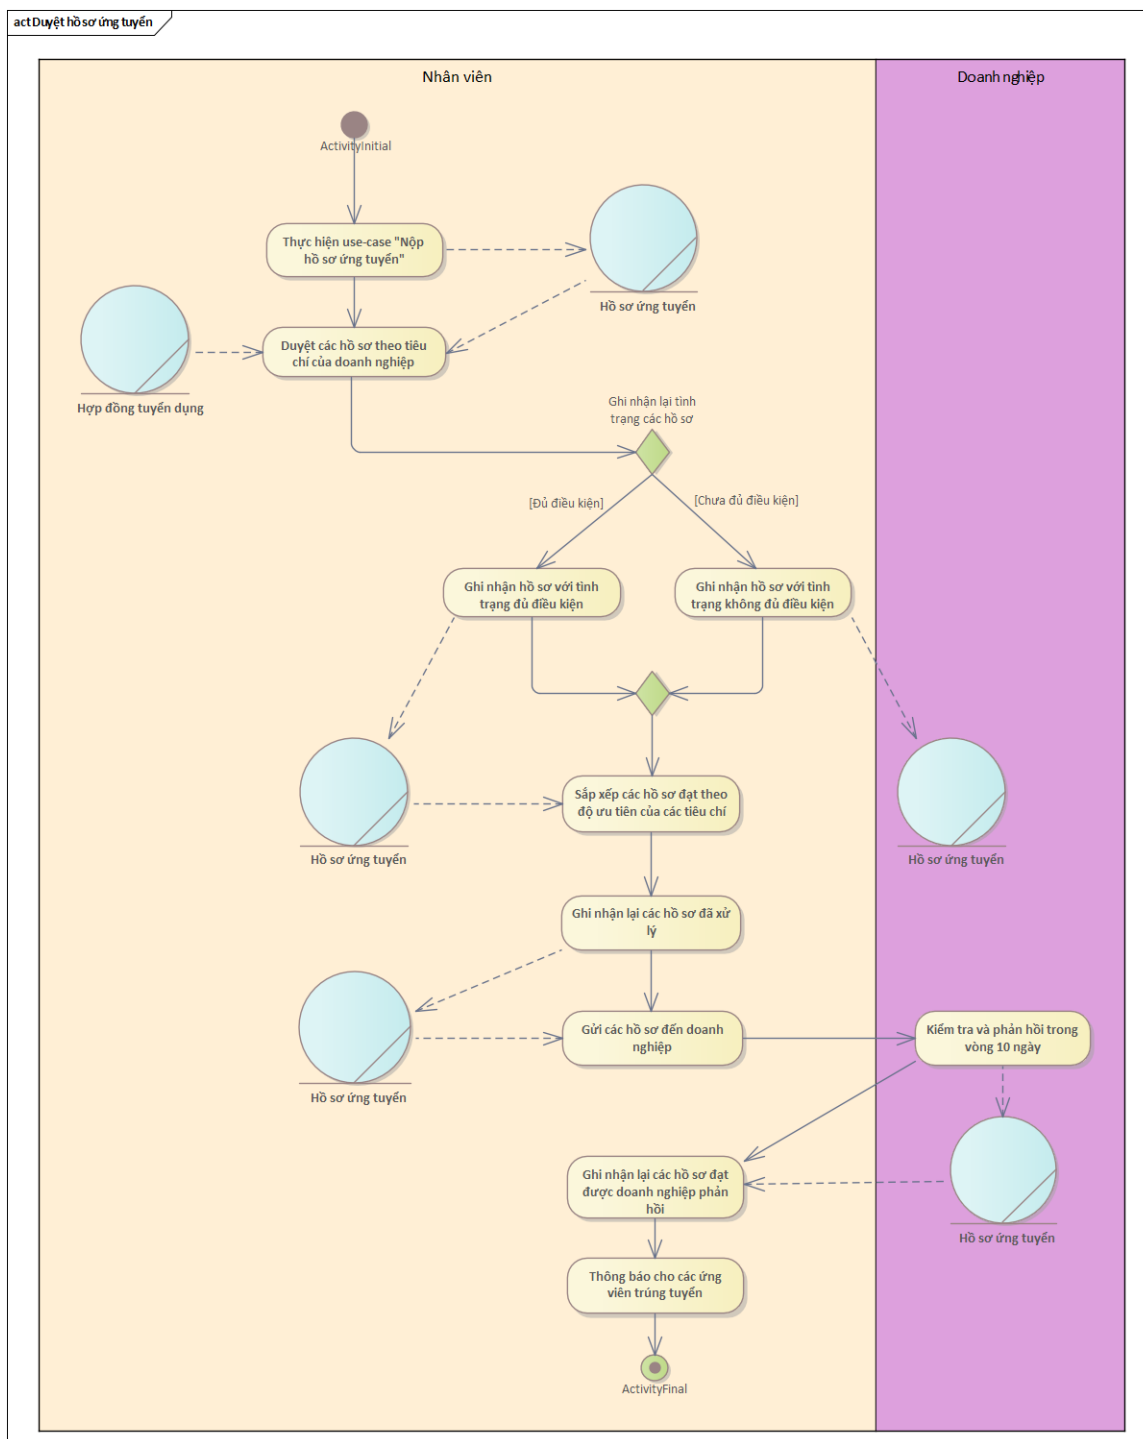 act Duyệt hồ sơ ứng tuyển
Nhân viên
Doanh nghiệp
ActivityInitial
Thực hiện use-case "Nộp
hồ sơ ứng tuyển"
Hồ sơ ứng tuyển
Duyệt các hồ sơ theo tiêu
chí của doanh nghiệp
Hợp đồng tuyển dụng
Ghi nhận lại tình
trạng các hồ sơ
[Đủ điều kiện]
[Chưa đủ điều kiện]
Ghi nhận hồ sơ với tình
trạng đủ điều kiện
Ghi nhận hồ sơ với tình
trạng không đủ điều kiện
Sắp xếp các hồ sơ đạt theo
độ ưu tiên của các tiêu chí
Hồ sơ ứng tuyển
Hồ sơ ứng tuyển
Ghi nhận lại các hồ sơ đã xử
lý
Gửi các hồ sơ đến doanh
nghiệp
Kiểm tra và phản hồi trong
vòng 10 ngày
Hồ sơ ứng tuyển
Ghi nhận lại các hồ sơ đạt
được doanh nghiệp phản
hồi
Hồ sơ ứng tuyển
Thông báo cho các ứng
viên trúng tuyển
ActivityFinal